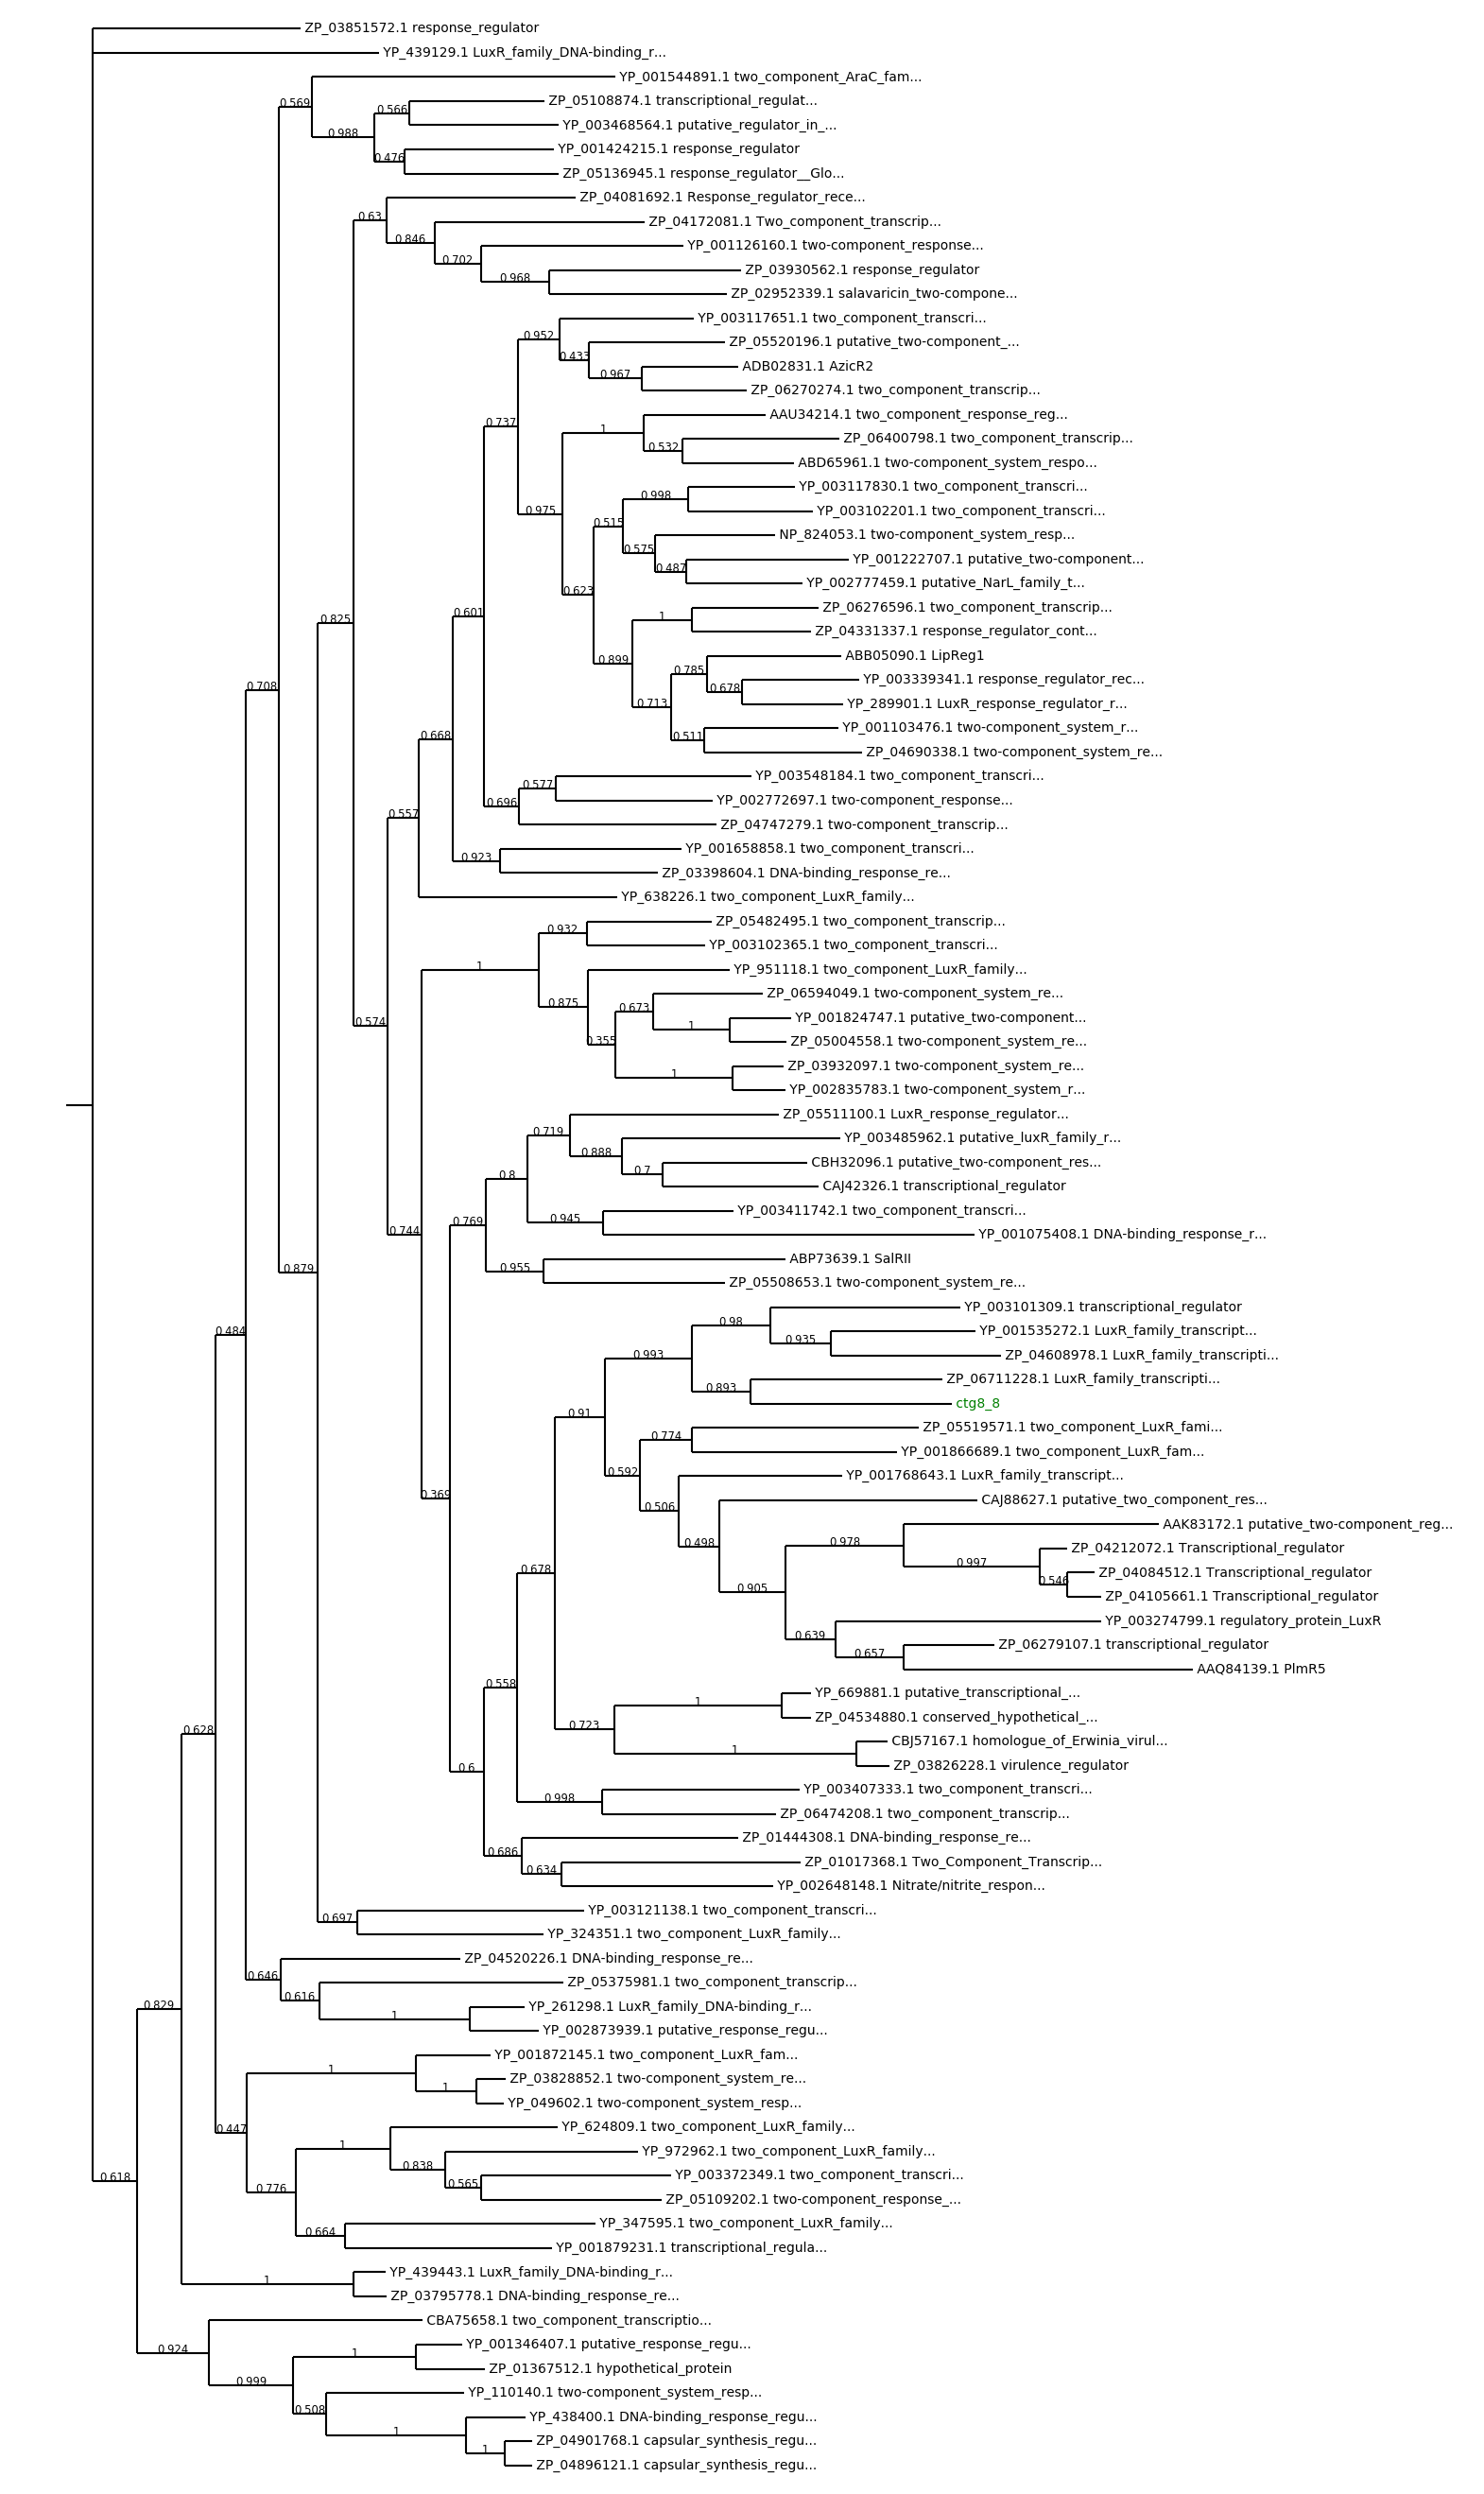 ZP_03851572.1 response_regulator
YP_439129.1 LuxR_family_DNA-binding_r...
YP_001544891.1 two_component_AraC_fam...
0.569
ZP_05108874.1 transcriptional_regulat...
0.566
YP_003468564.1 putative_regulator_in_...
0.988
YP_001424215.1 response_regulator
0.476
ZP_05136945.1 response_regulator__Glo...
ZP_04081692.1 Response_regulator_rece...
0.63
ZP_04172081.1 Two_component_transcrip...
0.846
YP_001126160.1 two-component_response...
0.702
ZP_03930562.1 response_regulator
0.968
ZP_02952339.1 salavaricin_two-compone...
YP_003117651.1 two_component_transcri...
0.952
ZP_05520196.1 putative_two-component_...
0.433
ADB02831.1 AzicR2
0.967
ZP_06270274.1 two_component_transcrip...
AAU34214.1 two_component_response_reg...
0.737
1
ZP_06400798.1 two_component_transcrip...
0.532
ABD65961.1 two-component_system_respo...
YP_003117830.1 two_component_transcri...
0.998
YP_003102201.1 two_component_transcri...
0.975
0.515
NP_824053.1 two-component_system_resp...
0.575
YP_001222707.1 putative_two-component...
0.487
YP_002777459.1 putative_NarL_family_t...
0.623
ZP_06276596.1 two_component_transcrip...
0.601
1
0.825
ZP_04331337.1 response_regulator_cont...
ABB05090.1 LipReg1
0.899
0.785
YP_003339341.1 response_regulator_rec...
0.708
0.678
YP_289901.1 LuxR_response_regulator_r...
0.713
YP_001103476.1 two-component_system_r...
0.668
0.511
ZP_04690338.1 two-component_system_re...
YP_003548184.1 two_component_transcri...
0.577
YP_002772697.1 two-component_response...
0.696
0.557
ZP_04747279.1 two-component_transcrip...
YP_001658858.1 two_component_transcri...
0.923
ZP_03398604.1 DNA-binding_response_re...
YP_638226.1 two_component_LuxR_family...
ZP_05482495.1 two_component_transcrip...
0.932
YP_003102365.1 two_component_transcri...
1
YP_951118.1 two_component_LuxR_family...
ZP_06594049.1 two-component_system_re...
0.875
0.673
YP_001824747.1 putative_two-component...
0.574
1
0.355
ZP_05004558.1 two-component_system_re...
ZP_03932097.1 two-component_system_re...
1
YP_002835783.1 two-component_system_r...
ZP_05511100.1 LuxR_response_regulator...
0.719
YP_003485962.1 putative_luxR_family_r...
0.888
CBH32096.1 putative_two-component_res...
0.7
0.8
CAJ42326.1 transcriptional_regulator
YP_003411742.1 two_component_transcri...
0.769
0.945
0.744
YP_001075408.1 DNA-binding_response_r...
ABP73639.1 SalRII
0.879
0.955
ZP_05508653.1 two-component_system_re...
YP_003101309.1 transcriptional_regulator
0.98
0.484
YP_001535272.1 LuxR_family_transcript...
0.935
ZP_04608978.1 LuxR_family_transcripti...
0.993
ZP_06711228.1 LuxR_family_transcripti...
0.893
ctg8_8
0.91
ZP_05519571.1 two_component_LuxR_fami...
0.774
YP_001866689.1 two_component_LuxR_fam...
0.592
YP_001768643.1 LuxR_family_transcript...
0.369
CAJ88627.1 putative_two_component_res...
0.506
AAK83172.1 putative_two-component_reg...
0.498
0.978
ZP_04212072.1 Transcriptional_regulator
0.997
0.678
ZP_04084512.1 Transcriptional_regulator
0.546
0.905
ZP_04105661.1 Transcriptional_regulator
YP_003274799.1 regulatory_protein_LuxR
0.639
ZP_06279107.1 transcriptional_regulator
0.657
AAQ84139.1 PlmR5
0.558
YP_669881.1 putative_transcriptional_...
1
ZP_04534880.1 conserved_hypothetical_...
0.723
0.628
CBJ57167.1 homologue_of_Erwinia_virul...
1
ZP_03826228.1 virulence_regulator
0.6
YP_003407333.1 two_component_transcri...
0.998
ZP_06474208.1 two_component_transcrip...
ZP_01444308.1 DNA-binding_response_re...
0.686
ZP_01017368.1 Two_Component_Transcrip...
0.634
YP_002648148.1 Nitrate/nitrite_respon...
YP_003121138.1 two_component_transcri...
0.697
YP_324351.1 two_component_LuxR_family...
ZP_04520226.1 DNA-binding_response_re...
0.646
ZP_05375981.1 two_component_transcrip...
0.616
0.829
YP_261298.1 LuxR_family_DNA-binding_r...
1
YP_002873939.1 putative_response_regu...
YP_001872145.1 two_component_LuxR_fam...
1
ZP_03828852.1 two-component_system_re...
1
YP_049602.1 two-component_system_resp...
YP_624809.1 two_component_LuxR_family...
0.447
1
YP_972962.1 two_component_LuxR_family...
0.838
YP_003372349.1 two_component_transcri...
0.618
0.565
0.776
ZP_05109202.1 two-component_response_...
YP_347595.1 two_component_LuxR_family...
0.664
YP_001879231.1 transcriptional_regula...
YP_439443.1 LuxR_family_DNA-binding_r...
1
ZP_03795778.1 DNA-binding_response_re...
CBA75658.1 two_component_transcriptio...
YP_001346407.1 putative_response_regu...
0.924
1
ZP_01367512.1 hypothetical_protein
0.999
YP_110140.1 two-component_system_resp...
0.508
YP_438400.1 DNA-binding_response_regu...
1
ZP_04901768.1 capsular_synthesis_regu...
1
ZP_04896121.1 capsular_synthesis_regu...